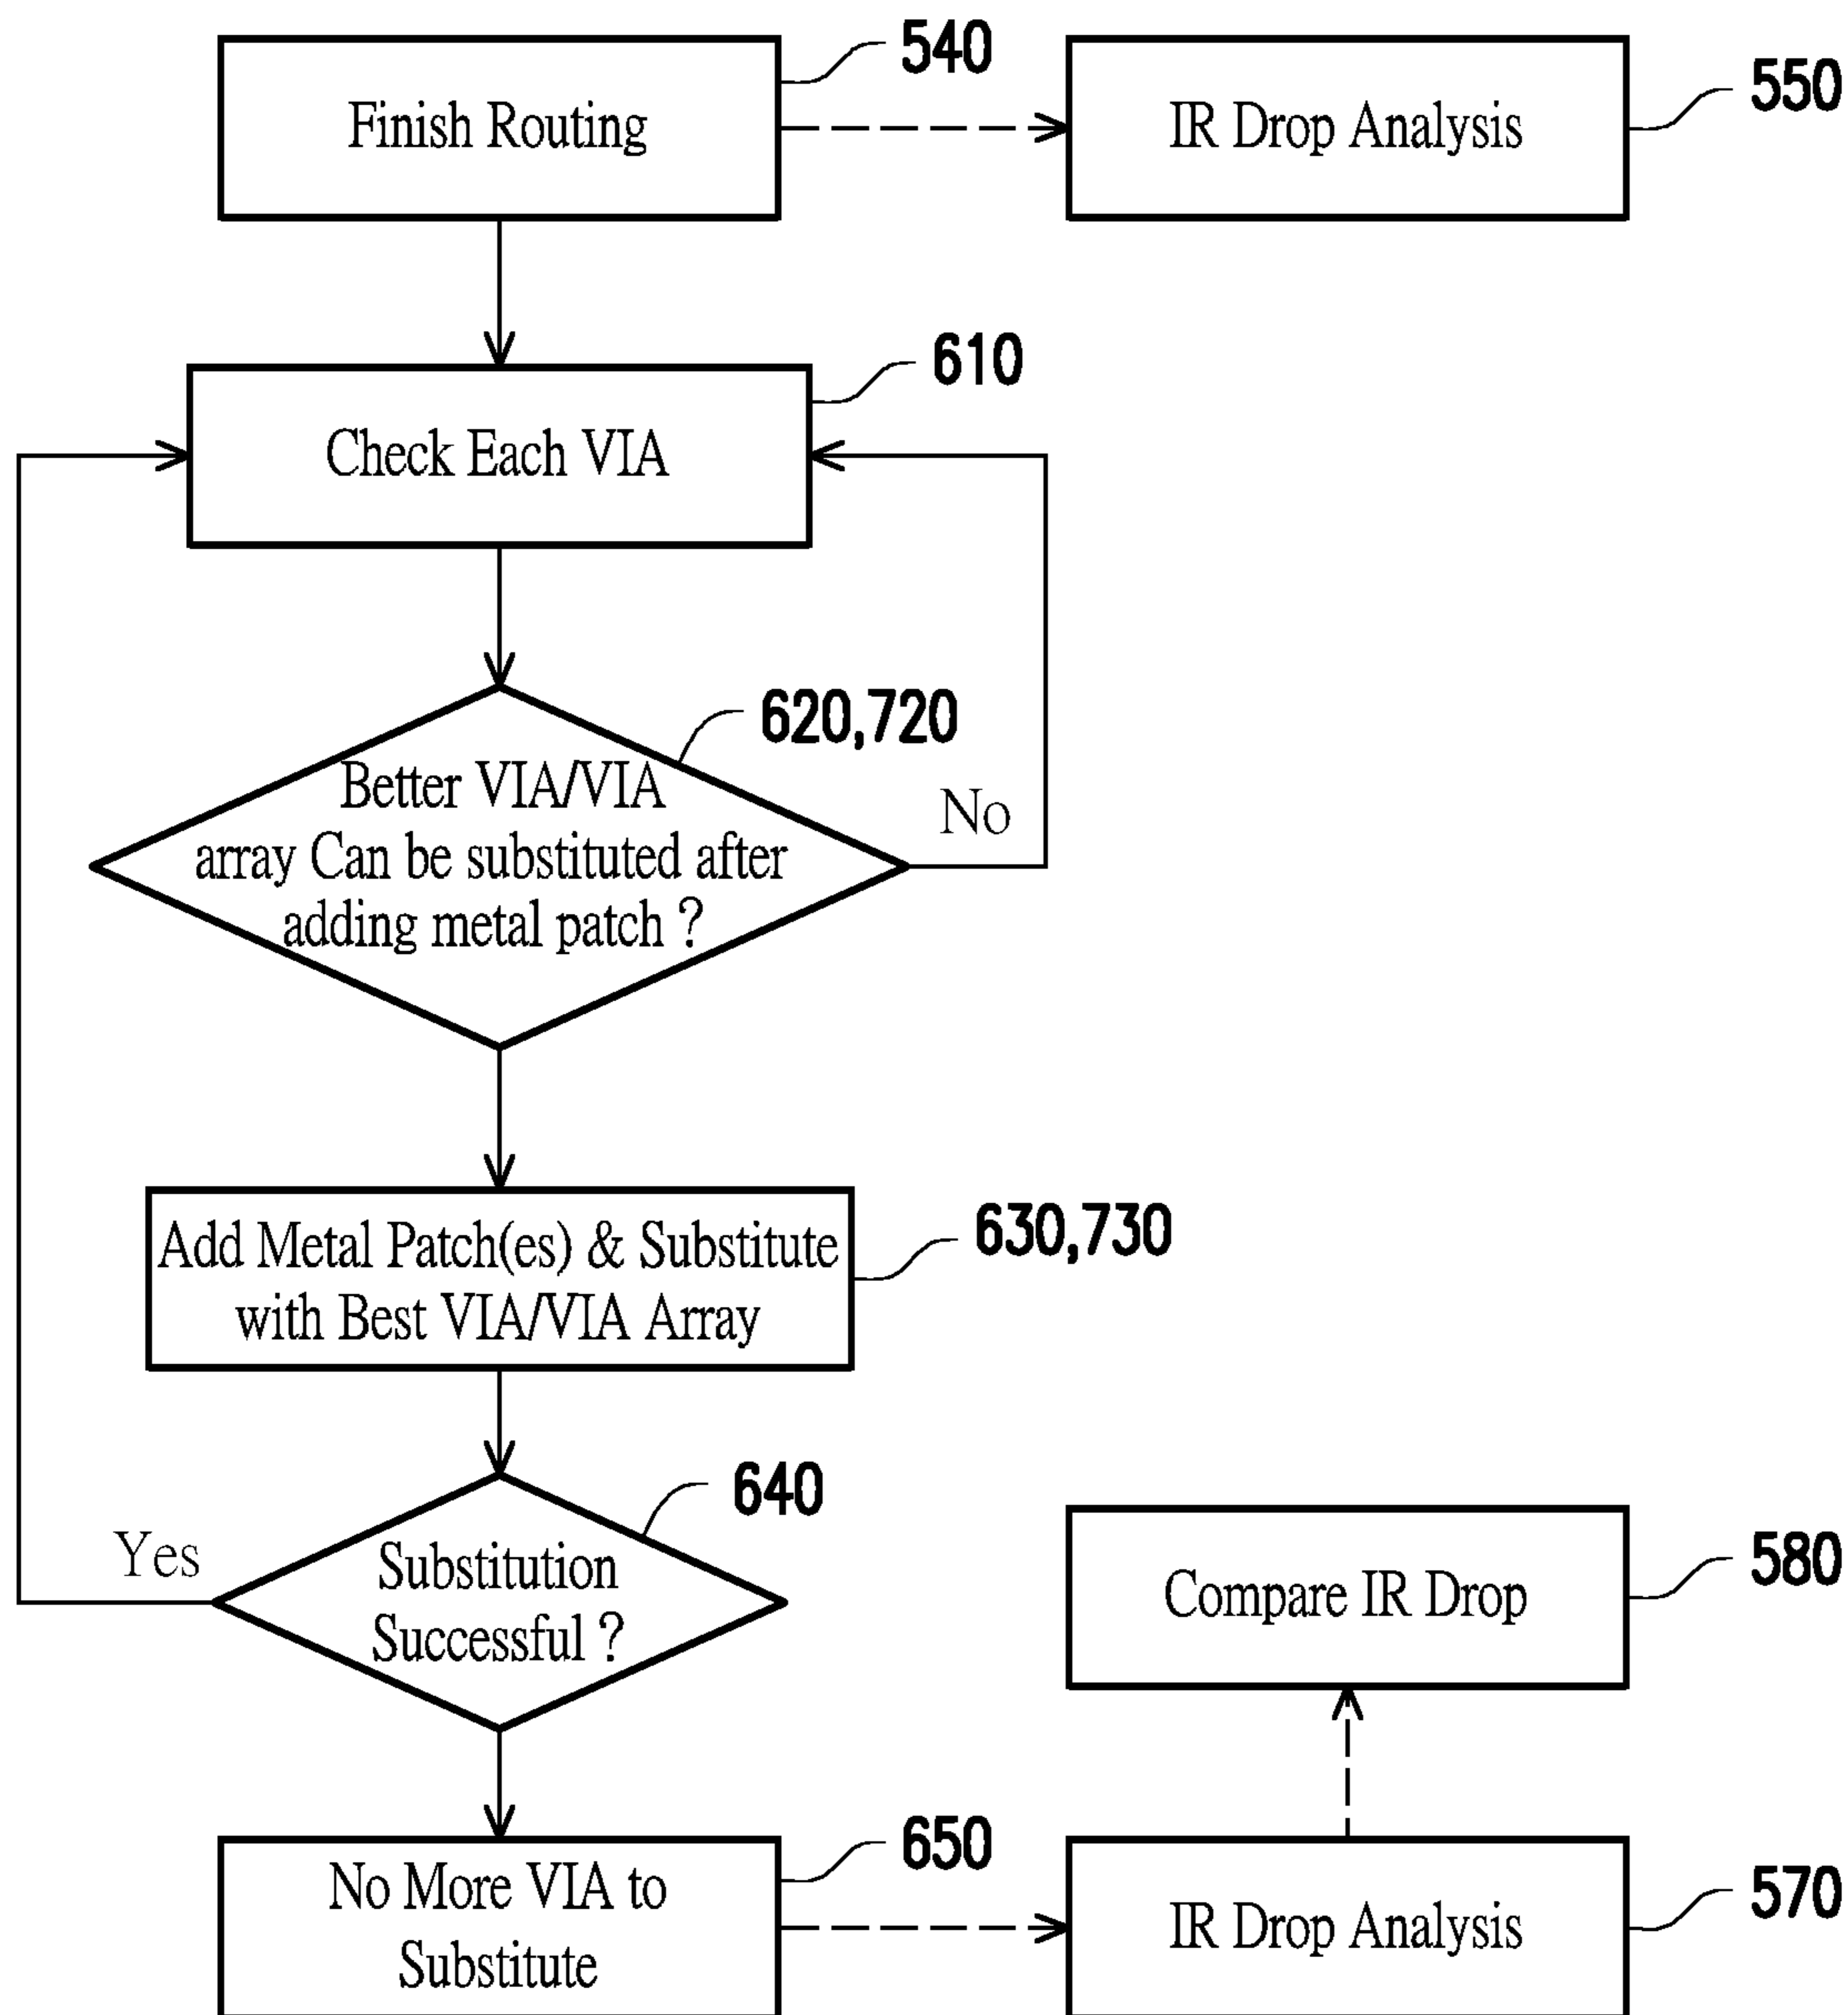 540
Finish Routing
IR Drop Analysis
550
610
Check Each VIA
620,720
Better VIA/VIA
array Can be substituted after
adding metal patch ?
No
630,730
Add Metal Patch(es) & Substitute
with Best VIA/VIA Array
640
Yes
Substitution
Successful ?
580
Compare IR Drop
650
No More VIA to
Substitute
IR Drop Analysis
570